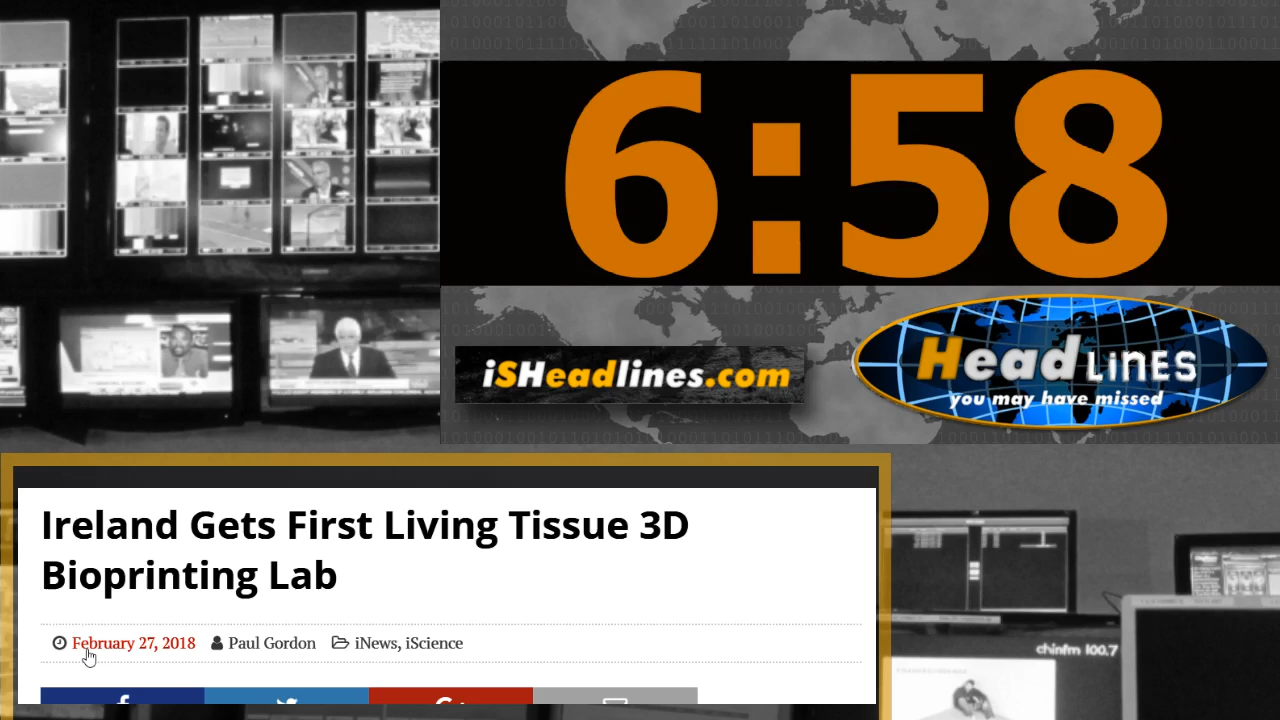 6:58
iSHeadlines.com
HeadLINES
you may have missed
Ireland Gets First Living Tissue 3D
Bioprinting Lab
February 27, 2018 Paul Gordon iNews, iScience
chinfm 100.7